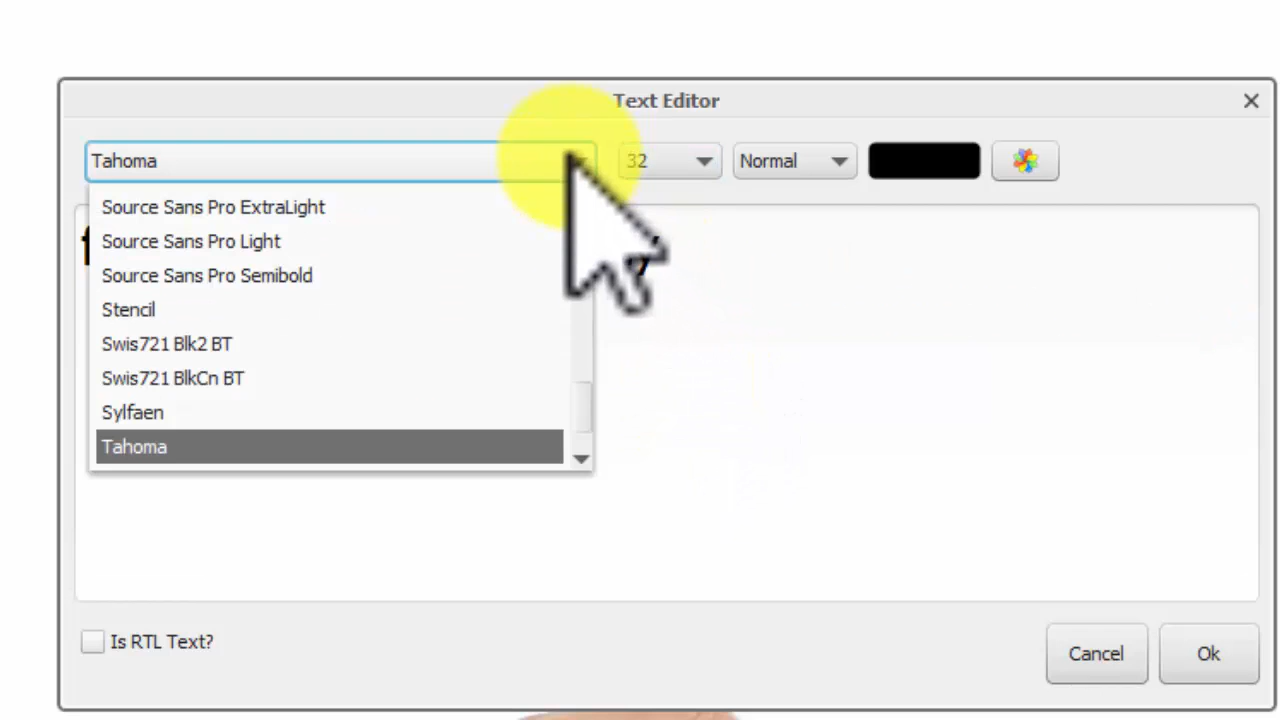 Text Editor
Tahoma
32
Normal
Source Sans Pro ExtraLight
Source Sans Pro Light
Source Sans Pro Semibold
Stencil
Swis721 Blk2 BT
Swis721 BlkCn BT
Sylfaen
Tahoma
Is RTL Text?
Cancel
Ok